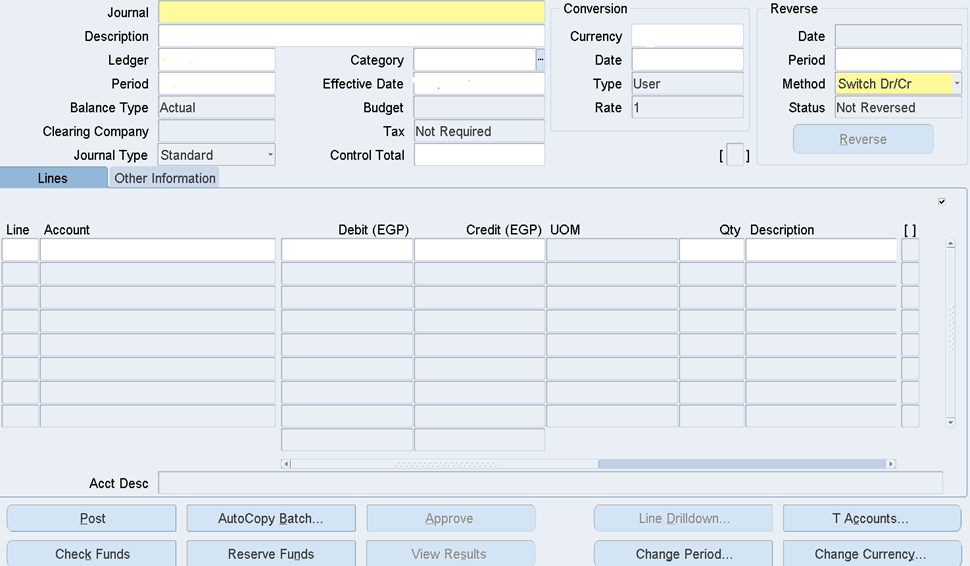 Journal Conversion Reverse
Description Currency Date
Ledger Category ... Date Period
Period Effective Date Type User Method Switch Dr/Cr
Balance Type Actual Budget Rate 1 Status Not Reversed
Clearing Company Tax Not Required Reverse
Journal Type Standard Control Total [ ]
Lines Other Information
Line Account Debit (EGP) Credit (EGP) UOM Qty Description [ ]
Acct Desc
Post AutoCopy Batch... Approve Line Drilldown... T Accounts...
Check Funds Reserve Funds View Results Change Period... Change Currency...